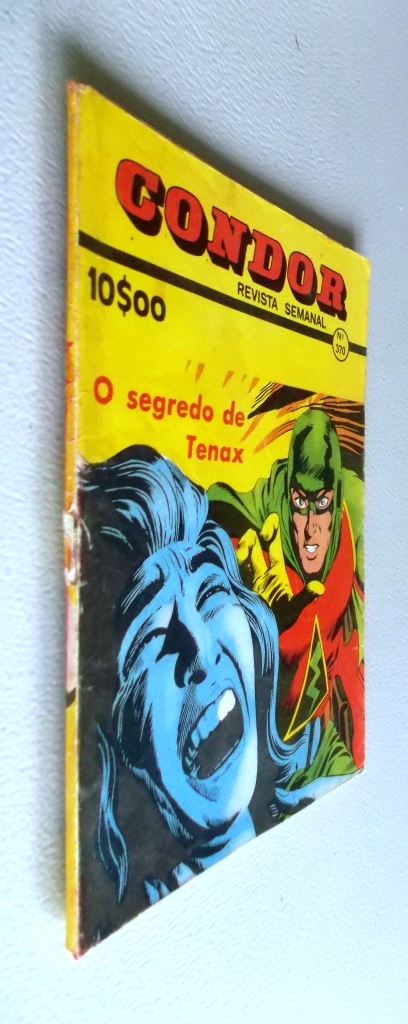 CONDOR
REVISTA SEMANAL
Nº
370
10$00
O segredo de
Tenax